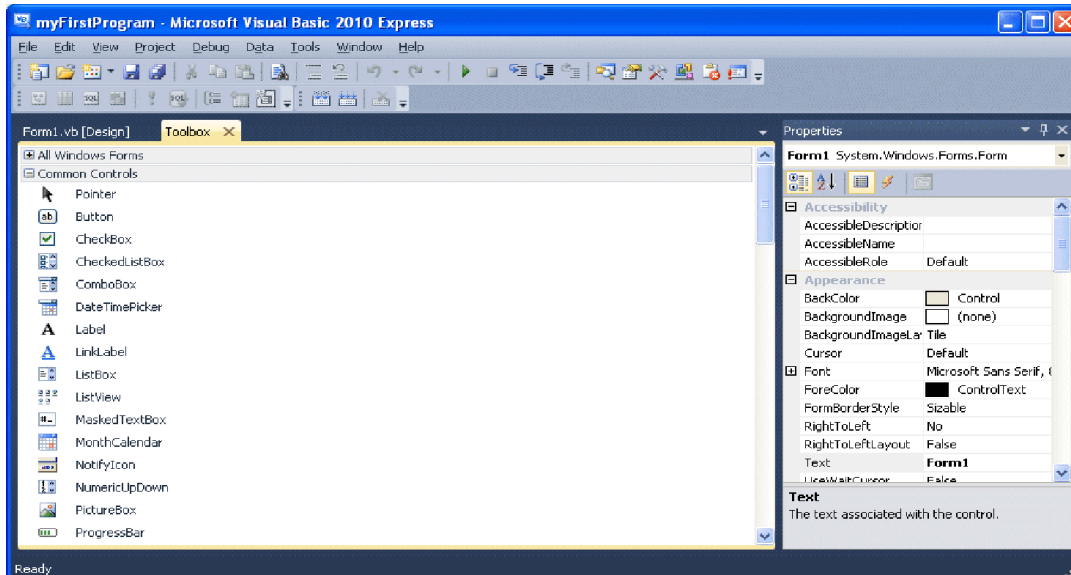 myFirstProgram - Microsoft Visual Basic 2010 Express
File Edit View Project Debug Data Tools Window Help
Form1.vb [Design] Toolbox
All Windows Forms
Common Controls
Pointer
Button
CheckBox
CheckedListBox
ComboBox
DateTimePicker
Label
LinkLabel
ListBox
ListView
MaskedTextBox
MonthCalendar
NotifyIcon
NumericUpDown
PictureBox
ProgressBar
Properties
Form1 System.Windows.Forms.Form
Accessibility
AccessibleDescription
AccessibleName
AccessibleRole Default
Appearance
BackColor Control
BackgroundImage (none)
BackgroundImageLa Tile
Cursor Default
Font Microsoft Sans Serif,
ForeColor ControlText
FormBorderStyle Sizable
RightToLeft No
RightToLeftLayout False
Text Form1
UseWaitCursor False
Text
The text associated with the control.
Ready